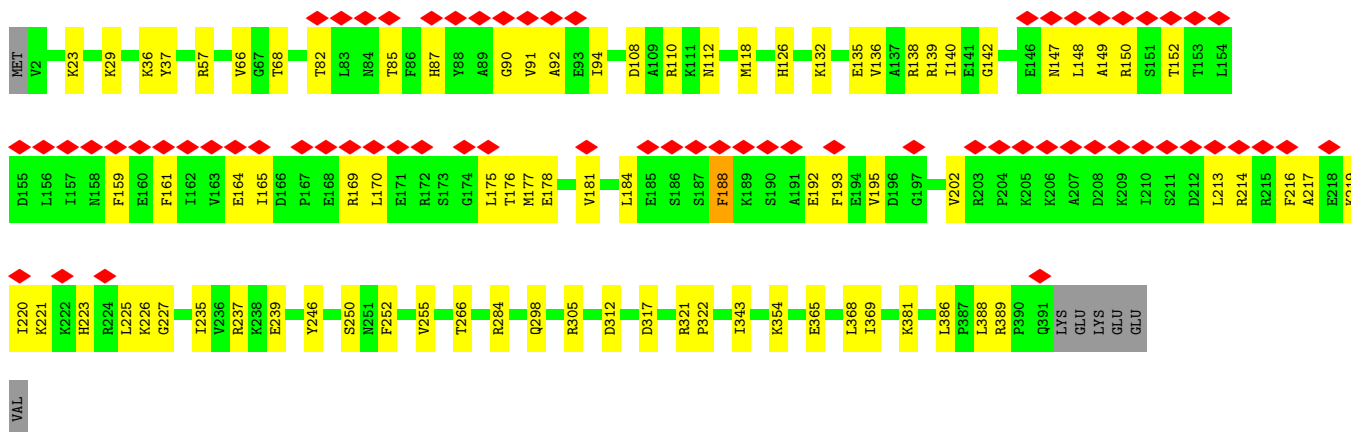 MET V2 K23 K29 K36 Y37 R57 V66 G67 T68 T82 L83 N84 T85 F86 H87 Y88 A89 G90 V91 A92 E93 I94 D108 A109 R110 K111 N112 M118 H126 K132 E135 V136 A137 R138 R139 I140 E141 G142 E146 N147 L148 A149 R150 S151 T152 T153 L154
D155 L156 I157 N158 F159 E160 F161 I162 V163 E164 I165 D166 P167 E168 R169 L170 E171 R172 S173 G174 L175 T176 M177 E178 V181 L184 E185 S186 S187 F188 K189 S190 A191 E192 F193 E194 V195 D196 G197 V202 R203 P204 K205 K206 A207 D208 K209 I210 S211 D212 L213 R214 R215 F216 A217 E218 K219
I220 K221 K222 H223 R224 L225 K226 G227 I235 V236 R237 K238 E239 Y246 S250 N251 F252 V255 T266 R284 Q298 R305 D312 D317 R321 P322 I343 K354 E365 L368 I369 K381 L386 P387 L388 R389 P390 Q391 LYS GLU LYS GLU GLU
VAL